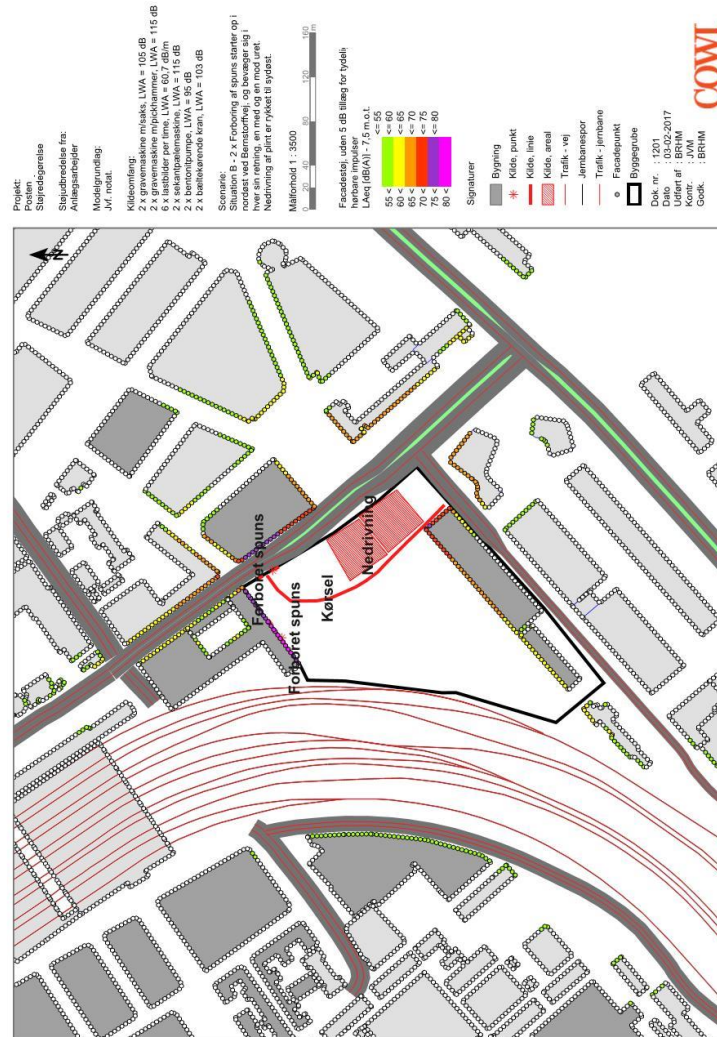 Projekt:
Posten
Støjredegørelse
Støjudbredelse fra:
Anlægsarbejder
Modelgrundlag:
Jvf. notat.
Kildeomfang:
2 x gravemaskine m/saks, LWA = 105 dB
2 x gravemaskine m/pickhammer, LWA = 115 dB
6 x lastbilder per time, LWA = 60,7 dB/m
2 x sekantpælemaskine, LWA = 115 dB
2 x bentonitpumpe, LWA = 95 dB
2 x bæltekørende kran, LWA = 103 dB
Scenarie:
Situation B - 2 x Forboring af spuns starter op i
nordøst ved Bernstorffvej, og bevæger sig i
hver sin retning, en med og en mod uret.
Nedrivning af plint er rykket til sydøst.
Målforhold 1 : 3500
0 20 40 80 120 160
m
Facadestøj, uden 5 dB tillæg for tydeli
hørbare impulser
LAeq [dB(A)] - 7,5 m.o.t.
<= 55
55 < <= 60
60 < <= 65
65 < <= 70
70 < <= 75
75 < <= 80
80 <
Signaturer
Bygning
Kilde, punkt
Kilde, linie
Kilde, areal
Trafik - vej
Jernbanespor
Trafik - jernbane
Facadepunkt
Byggegrube
Dok. nr. : 1201
Dato : 03-02-2017
Udført af : BRHM
Kontr. : JVM
Godk. : BRHM
COWI
N
Forboret spuns
Forboret spuns
Kørsel
Nedrivning